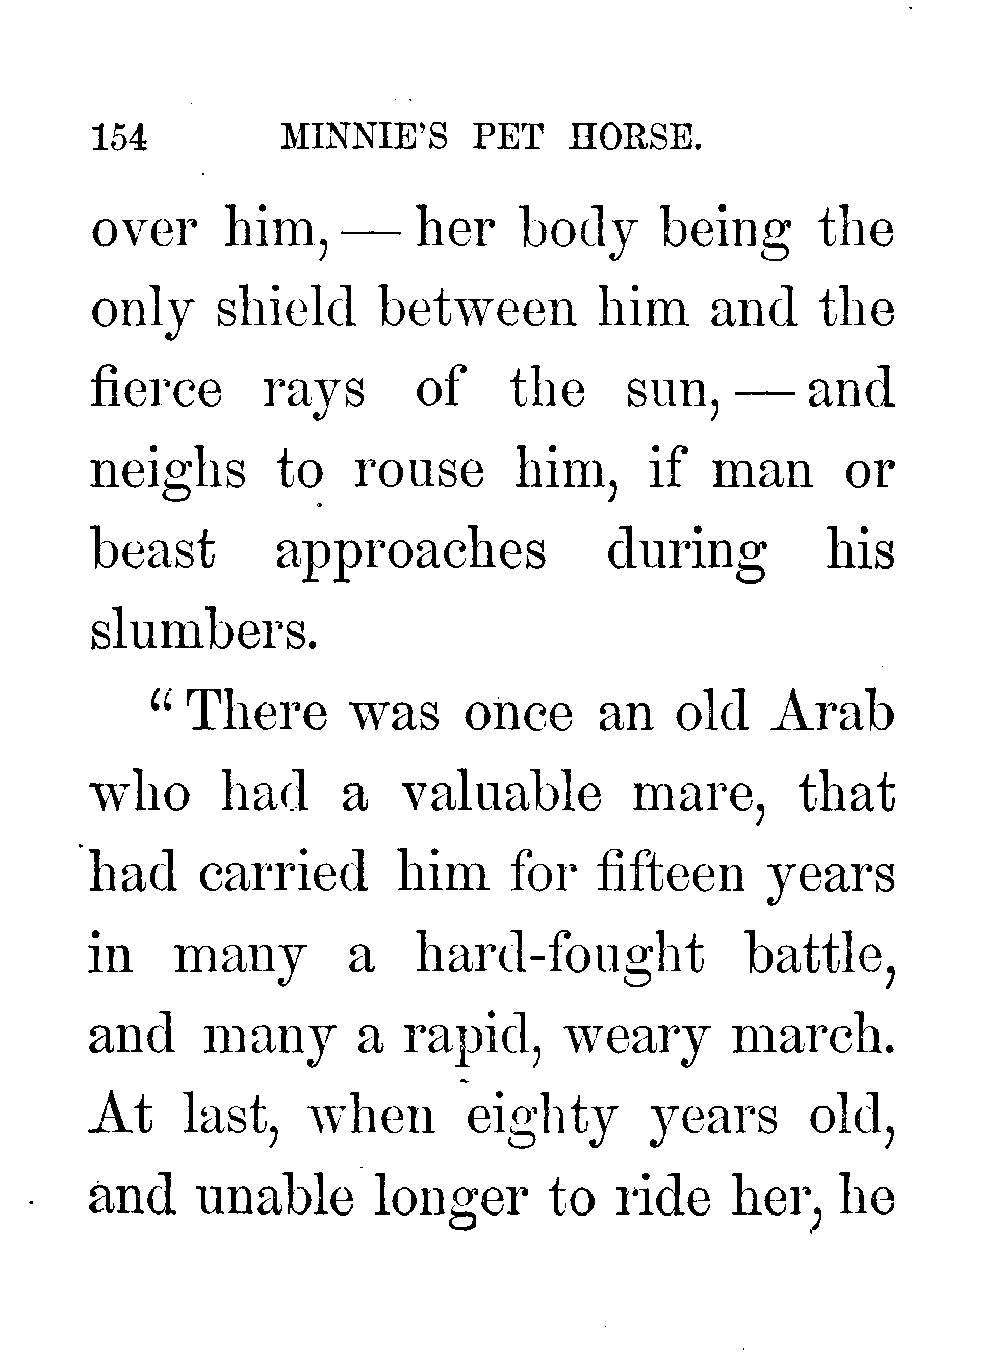 154 MINNIE'S PET HORSE.
over him, — her body being the
only shield between him and the
fierce rays of the sun, — and
neighs to rouse him, if man or
beast approaches during his
slumbers.
“There was once an old Arab
who had a valuable mare, that
had carried him for fifteen years
in many a hard-fought battle,
and many a rapid, weary march.
At last, when eighty years old,
and unable longer to ride her, he